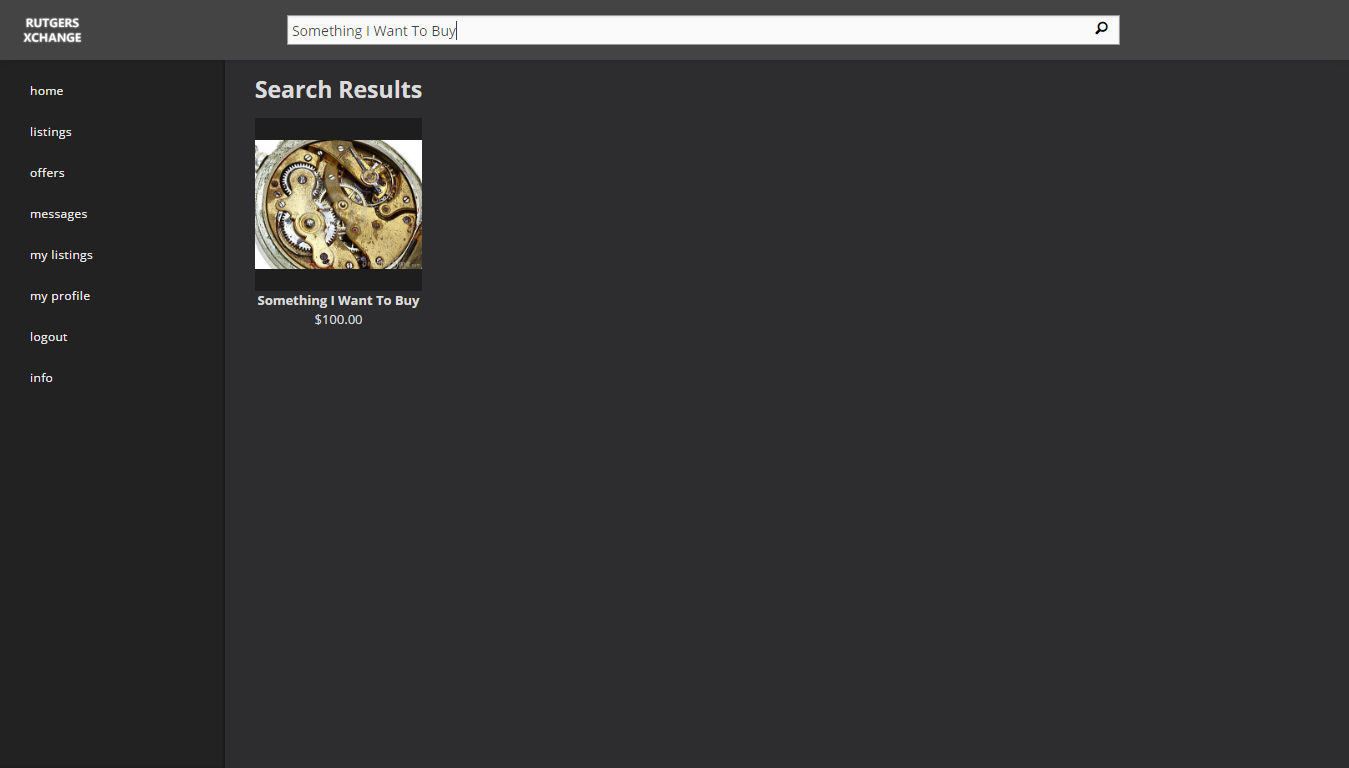 RUTGERS
XCHANGE
Something I Want To Buy
home
listings
offers
messages
my listings
my profile
logout
info
Search Results
Something I Want To Buy
$100.00